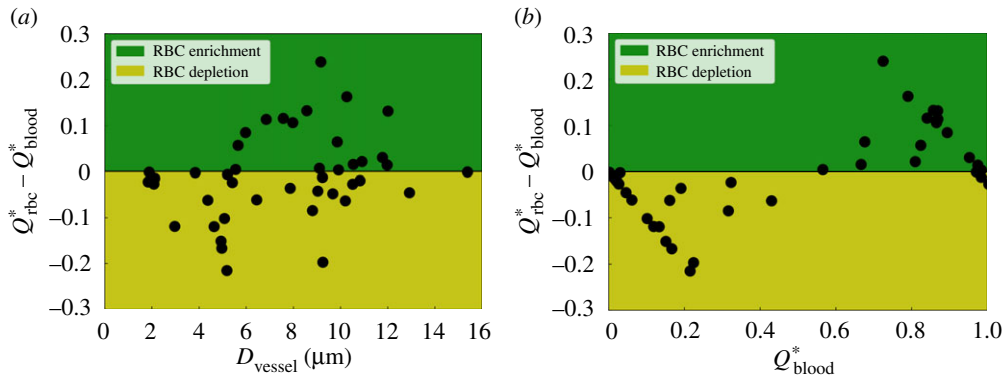 (a)
0.3
0.2
0.1
0
−0.1
−0.2
−0.3
Q*rbc − Q*blood
RBC enrichment
RBC depletion
0 2 4 6 8 10 12 14 16
Dvessel (μm)
(b)
0.3
0.2
0.1
0
−0.1
−0.2
−0.3
Q*rbc − Q*blood
RBC enrichment
RBC depletion
0 0.2 0.4 0.6 0.8 1.0
Q*blood